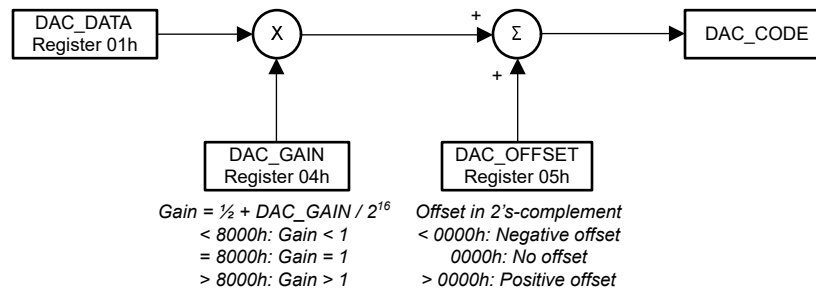 DAC_DATA
Register 01h
X
+
Σ
+
DAC_CODE
DAC_GAIN
Register 04h
DAC_OFFSET
Register 05h
Gain = ½ + DAC_GAIN / 2¹⁶
< 8000h: Gain < 1
= 8000h: Gain = 1
> 8000h: Gain > 1
Offset in 2's-complement
< 0000h: Negative offset
0000h: No offset
> 0000h: Positive offset